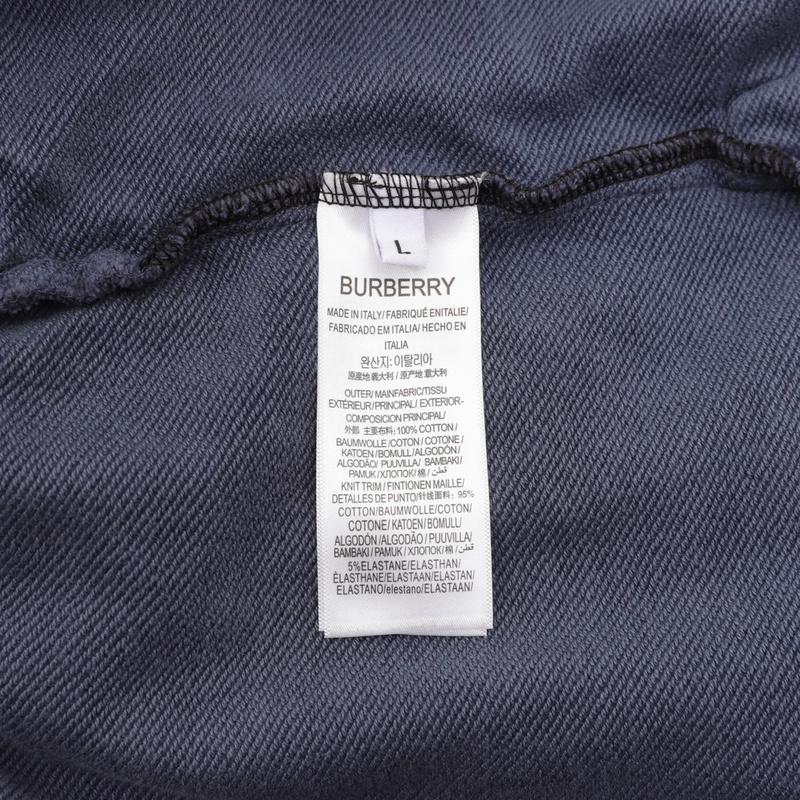 L
BURBERRY
MADE IN ITALY/ FABRIQUÉ ENITALIE/
FABRICADO EM ITALIA/ HECHO EN
ITALIA
완산지: 이탈리아
原産地 義大利 / 原产地 意大利
OUTER/ MAINFABRIC/TISSU
EXTÉRIEUR/PRINCIPAL/ EXTERIOR-
COMPOSICION PRINCIPAL/
外部 主要布料: 100% COTTON/
BAUMWOLLE /COTON / COTONE /
KATOEN / BOMULL/ ALGODÓN/
ALGODÃO/ PUUVILLA/ BAMBAKI/
PAMUK /ХЛОПОК/ 棉 / قطن
KNIT TRIM / FINTIONEN MAILLE/
DETALLES DE PUNTO/针线面料: 95%
COTTON/BAUMWOLLE/COTON/
COTONE/ KATOEN/ BOMULL/
ALGODÓN /ALGODÃO / PUUVILLA/
BAMBAKI / PAMUK / ХЛОПОК/ 棉 / قطن
5%ELASTANE /ELASTHAN/
ÈLASTHANE/ELASTAAN/ELASTAN/
ELASTANO/elestano/ELASTAAN/